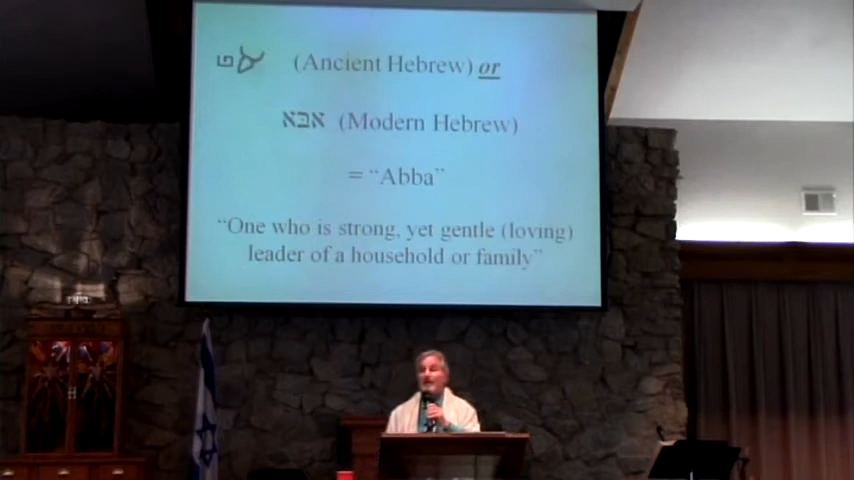 (Ancient Hebrew) or
אבא (Modern Hebrew)
= “Abba”
“One who is strong, yet gentle (loving)
leader of a household or family”